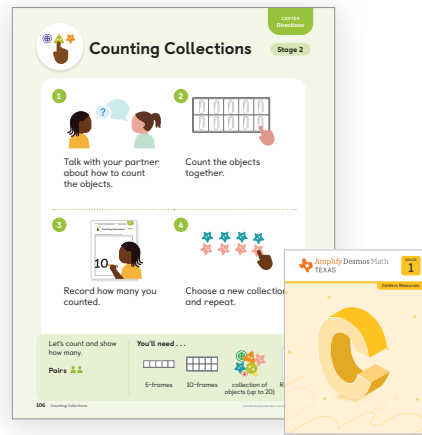 CENTER
Directions
Counting Collections
Stage 2
1
2
?
Talk with your partner
about how to count
the objects.
Count the objects
together.
3
4
Counting Collections
10
Record how many you
counted.
Choose a new collection
and repeat.
Let's count and show
how many.
Pairs
You'll need . . .
5-frames
10-frames
collection of
objects (up to 20)
R
106 Counting Collections
Amplify Desmos Math
TEXAS
GRADE
1
Centers Resources